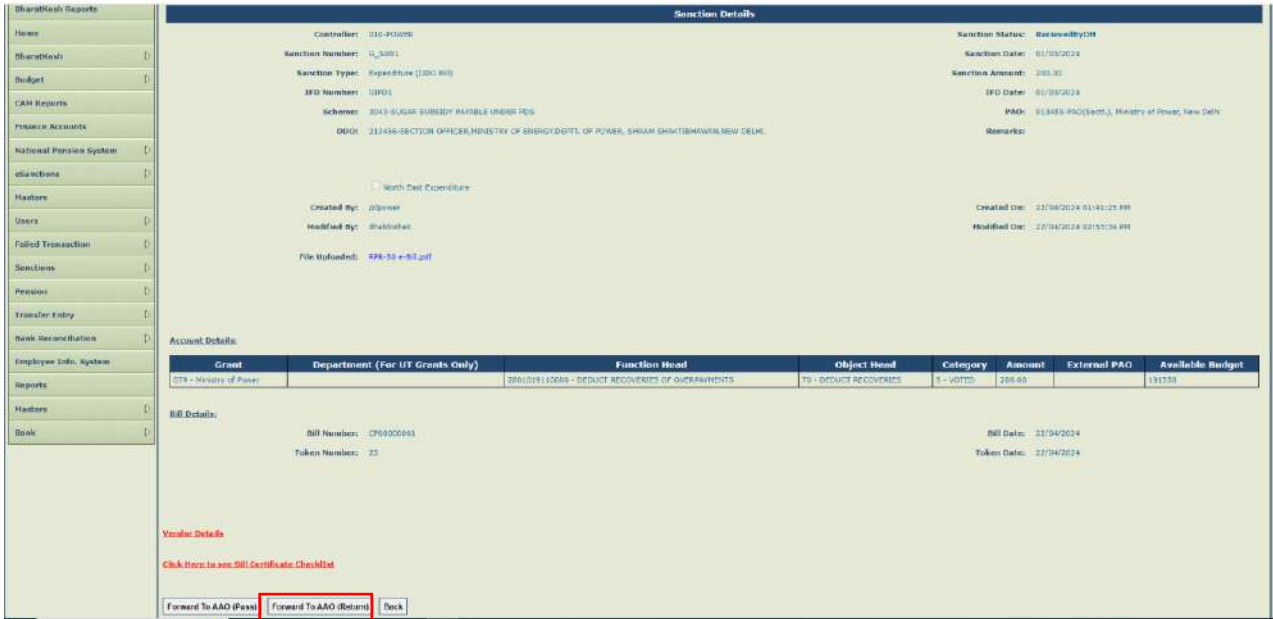 BharatKosh Reports
Home
BharatKosh
Budget
CAM Reports
Finance Accounts
National Pension System
eSanctions
Masters
Users
Failed Transaction
Sanctions
Pension
Transfer Entry
Bank Reconciliation
Employee Info. System
Reports
Masters
Bank
Sanction Details
Controller: 010-POWER Sanction Status: RecievedByDH
Sanction Number: G_SAB1 Sanction Date: 01/03/2024
Sanction Type: Expenditure (DDO Bill) Sanction Amount: 200.00
IFD Number: GIFD1 IFD Date: 01/03/2024
Scheme: 3043-SUGAR SUBSIDY PAYABLE UNDER PDS PAO: 013486-PAO(Sectt.), Ministry of Power, New Delhi
DDO: 213456-SECTION OFFICER,MINISTRY OF ENERGY,DEPTT. OF POWER, SHRAM SHAKTIBHAWAN,NEW DELHI. Remarks:
North East Expenditure
Created By: pdpower Created On: 22/04/2024 01:41:25 PM
Modified By: dhabhishek Modified On: 22/04/2024 02:55:56 PM
File Uploaded: RPR-50 e-Bill.pdf
Account Details:
Grant Department (For UT Grants Only) Function Head Object Head Category Amount External PAO Available Budget
079 - Ministry of Power - DEDUCT RECOVERIES OF OVERPAYMENTS 70 - DEDUCT RECOVERIES 5 - VOTED 200.00
Bill Details:
Bill Number: CP00000001 Bill Date: 22/04/2024
Token Number: 23 Token Date: 22/04/2024
Vendor Details
Click Here to see Bill Certificate Checklist
Forward To AAO (Pass) Forward To AAO (Return) Back